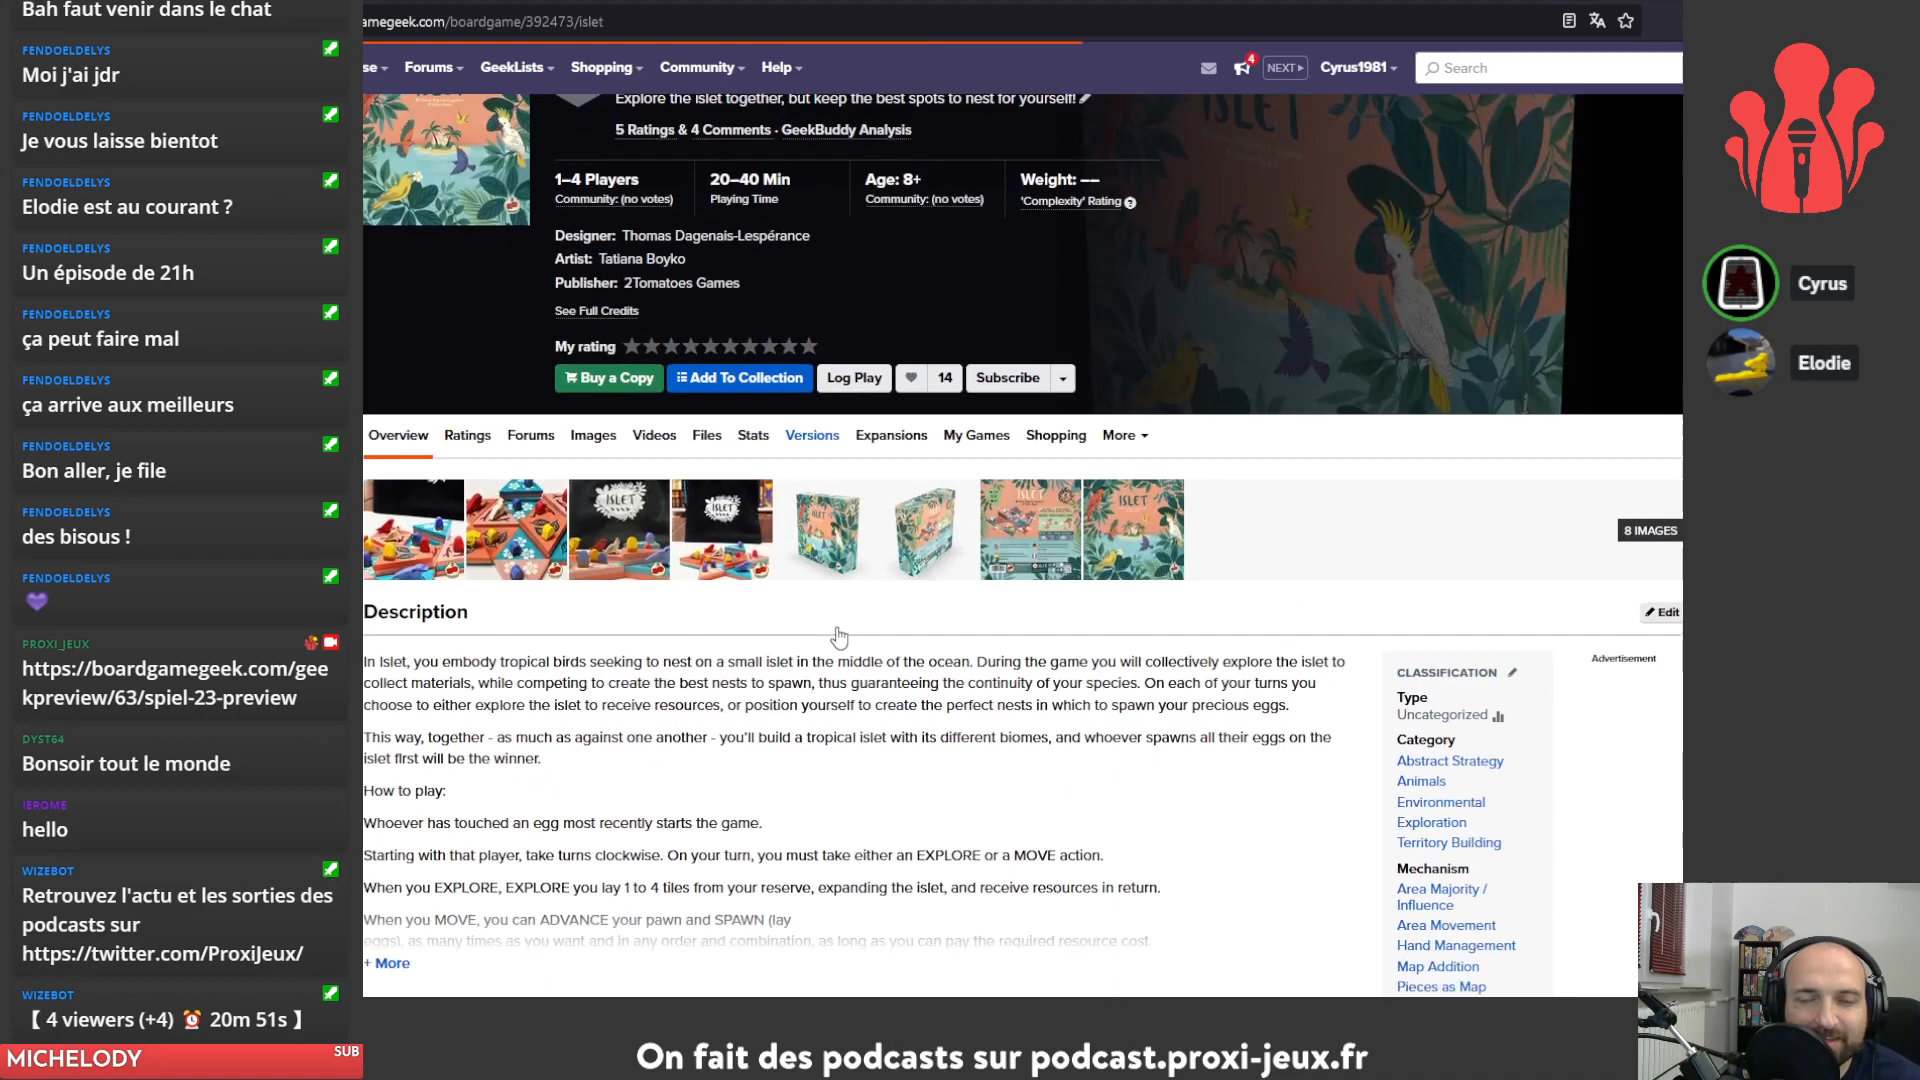 Bah faut venir dans le chat
FENDOELDELYS
Moi j'ai jdr
FENDOELDELYS
Je vous laisse bientot
FENDOELDELYS
Elodie est au courant ?
FENDOELDELYS
Un épisode de 21h
FENDOELDELYS
ça peut faire mal
FENDOELDELYS
ça arrive aux meilleurs
FENDOELDELYS
Bon aller, je file
FENDOELDELYS
des bisous !
FENDOELDELYS
PROXI_JEUX
https://boardgamegeek.com/gee
kpreview/63/spiel-23-preview
DYST64
Bonsoir tout le monde
IEROME
hello
WIZEBOT
Retrouvez l'actu et les sorties des
podcasts sur
https://twitter.com/ProxiJeux/
WIZEBOT
【 4 viewers (+4) ⏰ 20m 51s 】
MICHELODY
SUB
amegeek.com/boardgame/392473/islet
se
Forums
GeekLists
Shopping
Community
Help
4
NEXT
Cyrus1981
Search
Explore the islet together, but keep the best spots to nest for yourself!
5 Ratings & 4 Comments · GeekBuddy Analysis
1–4 Players
Community: (no votes)
20–40 Min
Playing Time
Age: 8+
Community: (no votes)
Weight: —
'Complexity' Rating
Designer: Thomas Dagenais-Lespérance
Artist: Tatiana Boyko
Publisher: 2Tomatoes Games
See Full Credits
My rating
Buy a Copy
Add To Collection
Log Play
14
Subscribe
ISLET
Overview
Ratings
Forums
Images
Videos
Files
Stats
Versions
Expansions
My Games
Shopping
More
ISLET
ISLET
ISLET
ISLET
ISLET
8 IMAGES
Description
Edit
In Islet, you embody tropical birds seeking to nest on a small islet in the middle of the ocean. During the game you will collectively explore the islet to
collect materials, while competing to create the best nests to spawn, thus guaranteeing the continuity of your species. On each of your turns you
choose to either explore the islet to receive resources, or position yourself to create the perfect nests in which to spawn your precious eggs.
This way, together - as much as against one another - you'll build a tropical islet with its different biomes, and whoever spawns all their eggs on the
islet first will be the winner.
How to play:
Whoever has touched an egg most recently starts the game.
Starting with that player, take turns clockwise. On your turn, you must take either an EXPLORE or a MOVE action.
When you EXPLORE, EXPLORE you lay 1 to 4 tiles from your reserve, expanding the islet, and receive resources in return.
When you MOVE, you can ADVANCE your pawn and SPAWN (lay
eggs), as many times as you want and in any order and combination, as long as you can pay the required resource cost.
+ More
CLASSIFICATION
Type
Uncategorized
Category
Abstract Strategy
Animals
Environmental
Exploration
Territory Building
Mechanism
Area Majority /
Influence
Area Movement
Hand Management
Map Addition
Pieces as Map
Advertisement
Cyrus
Elodie
On fait des podcasts sur podcast.proxi-jeux.fr